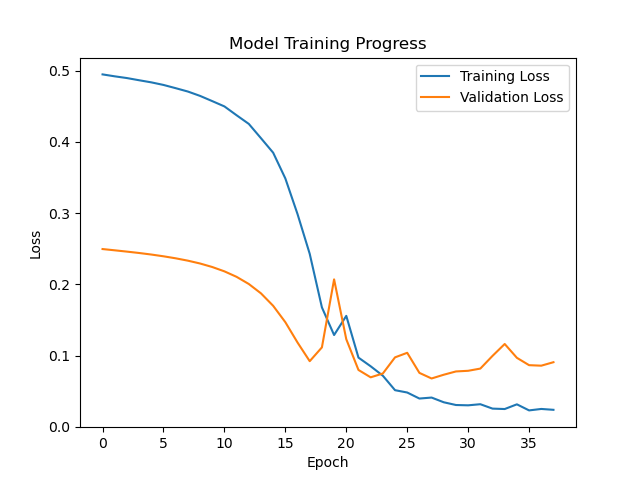 Model Training Progress
Training Loss
Validation Loss
Loss
0.5
0.4
0.3
0.2
0.1
0.0
0 5 10 15 20 25 30 35
Epoch